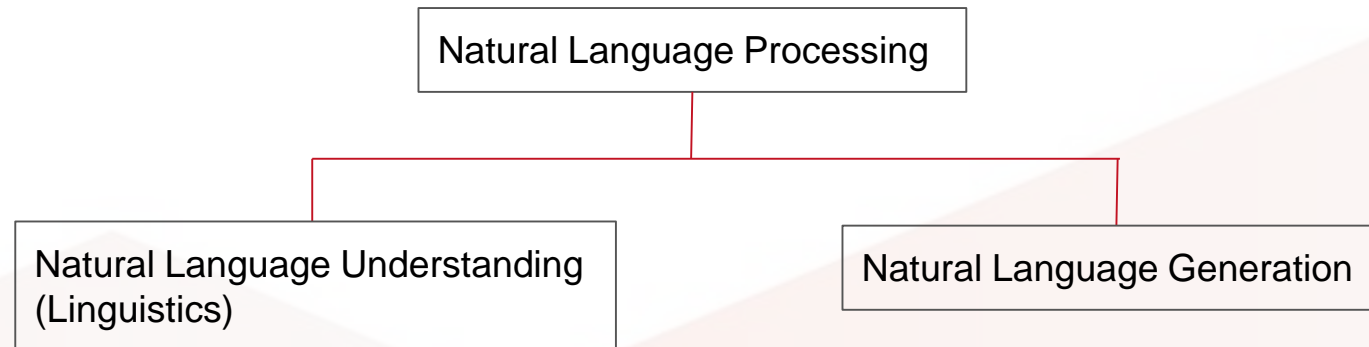 Natural Language Processing
Natural Language Understanding
(Linguistics)
Natural Language Generation